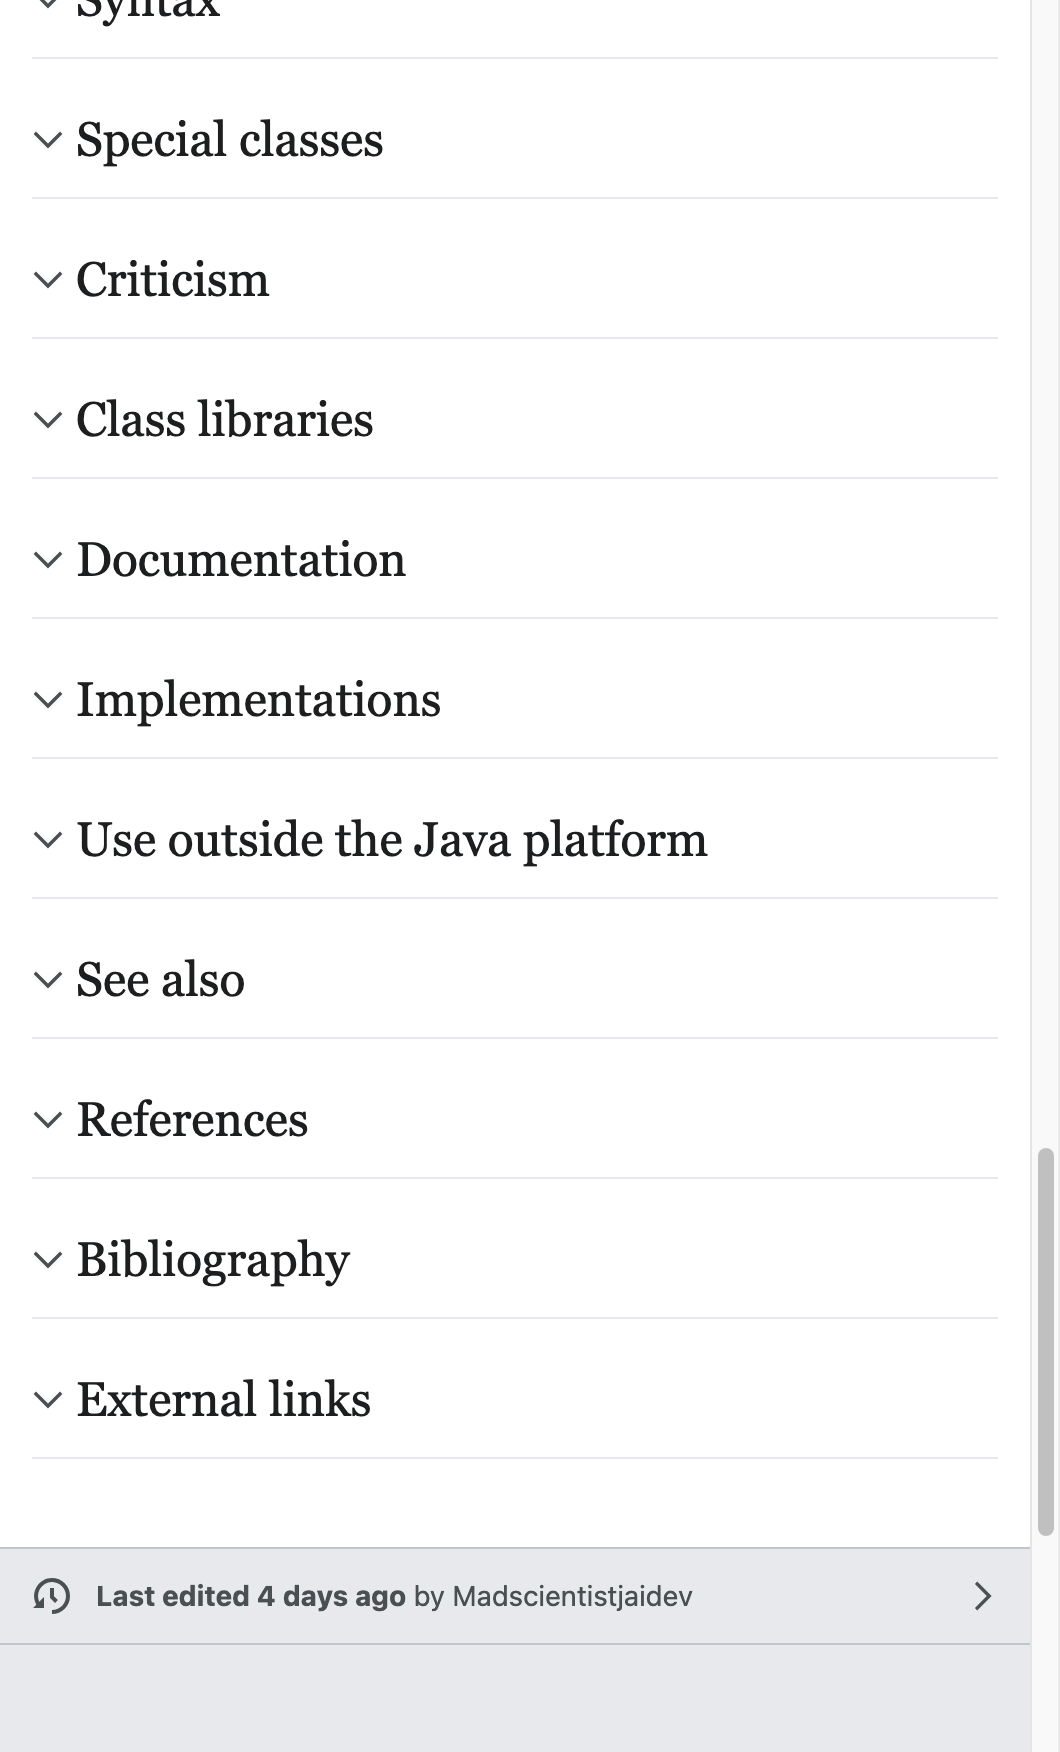 Syntax
Special classes
Criticism
Class libraries
Documentation
Implementations
Use outside the Java platform
See also
References
Bibliography
External links
Last edited 4 days ago by Madscientistjaidev